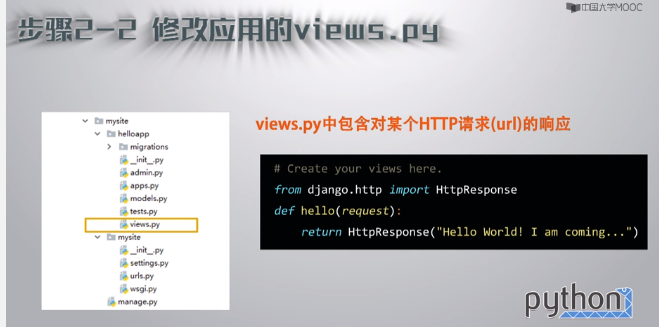 中国大学MOOC
步骤2-2 修改应用的views.py
views.py中包含对某个HTTP请求(url)的响应
mysite
helloapp
migrations
__init__.py
admin.py
apps.py
models.py
tests.py
views.py
mysite
__init__.py
settings.py
urls.py
wsgi.py
manage.py
# Create your views here.
from django.http import HttpResponse
def hello(request):
return HttpResponse("Hello World! I am coming...")
python